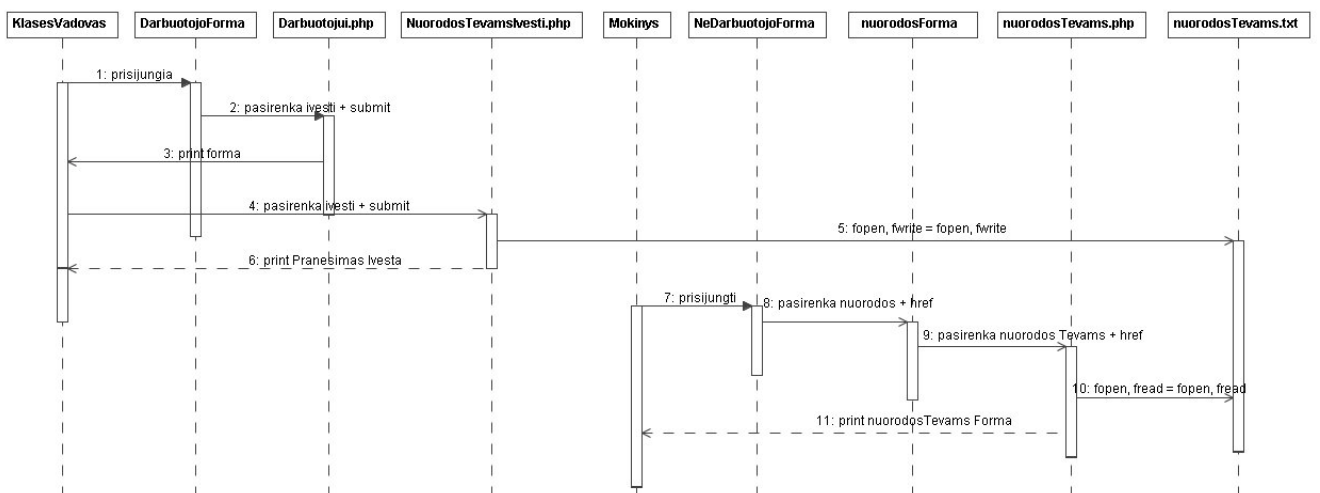 KlasesVadovas
DarbuotojoForma
Darbuotojui.php
NuorodosTevamsIvesti.php
Mokinys
NeDarbuotojoForma
nuorodosForma
nuorodosTevams.php
nuorodosTevams.txt
1: prisijungia
2: pasirenka ivesti + submit
3: print forma
4: pasirenka ivesti + submit
5: fopen, fwrite = fopen, fwrite
6: print Pranesimas Ivesta
7: prisijungti
8: pasirenka nuorodos + href
9: pasirenka nuorodos Tevams + href
10: fopen, fread = fopen, fread
11: print nuorodosTevams Forma